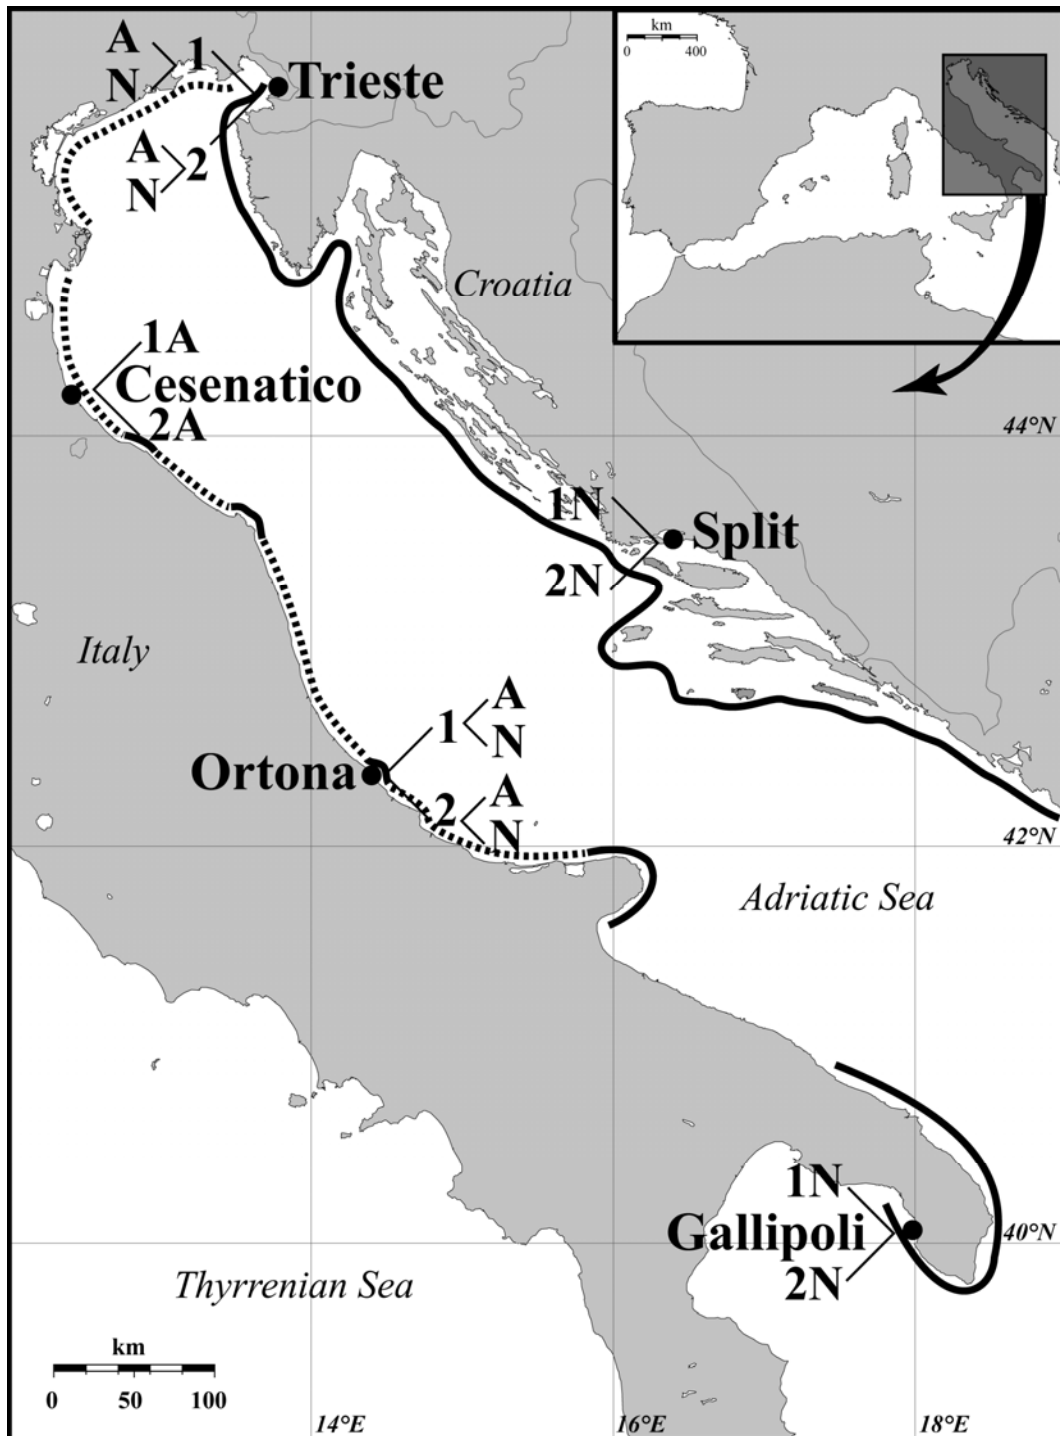 km
0 400
A
N
1
Trieste
A
N
2
Croatia
1A
Cesenatico
2A
44°N
1N
Split
2N
Italy
A
1
N
Ortona
A
2
N
42°N
Adriatic Sea
1N
Gallipoli
40°N
2N
Thyrrenian Sea
km
0 50 100
14°E
16°E
18°E